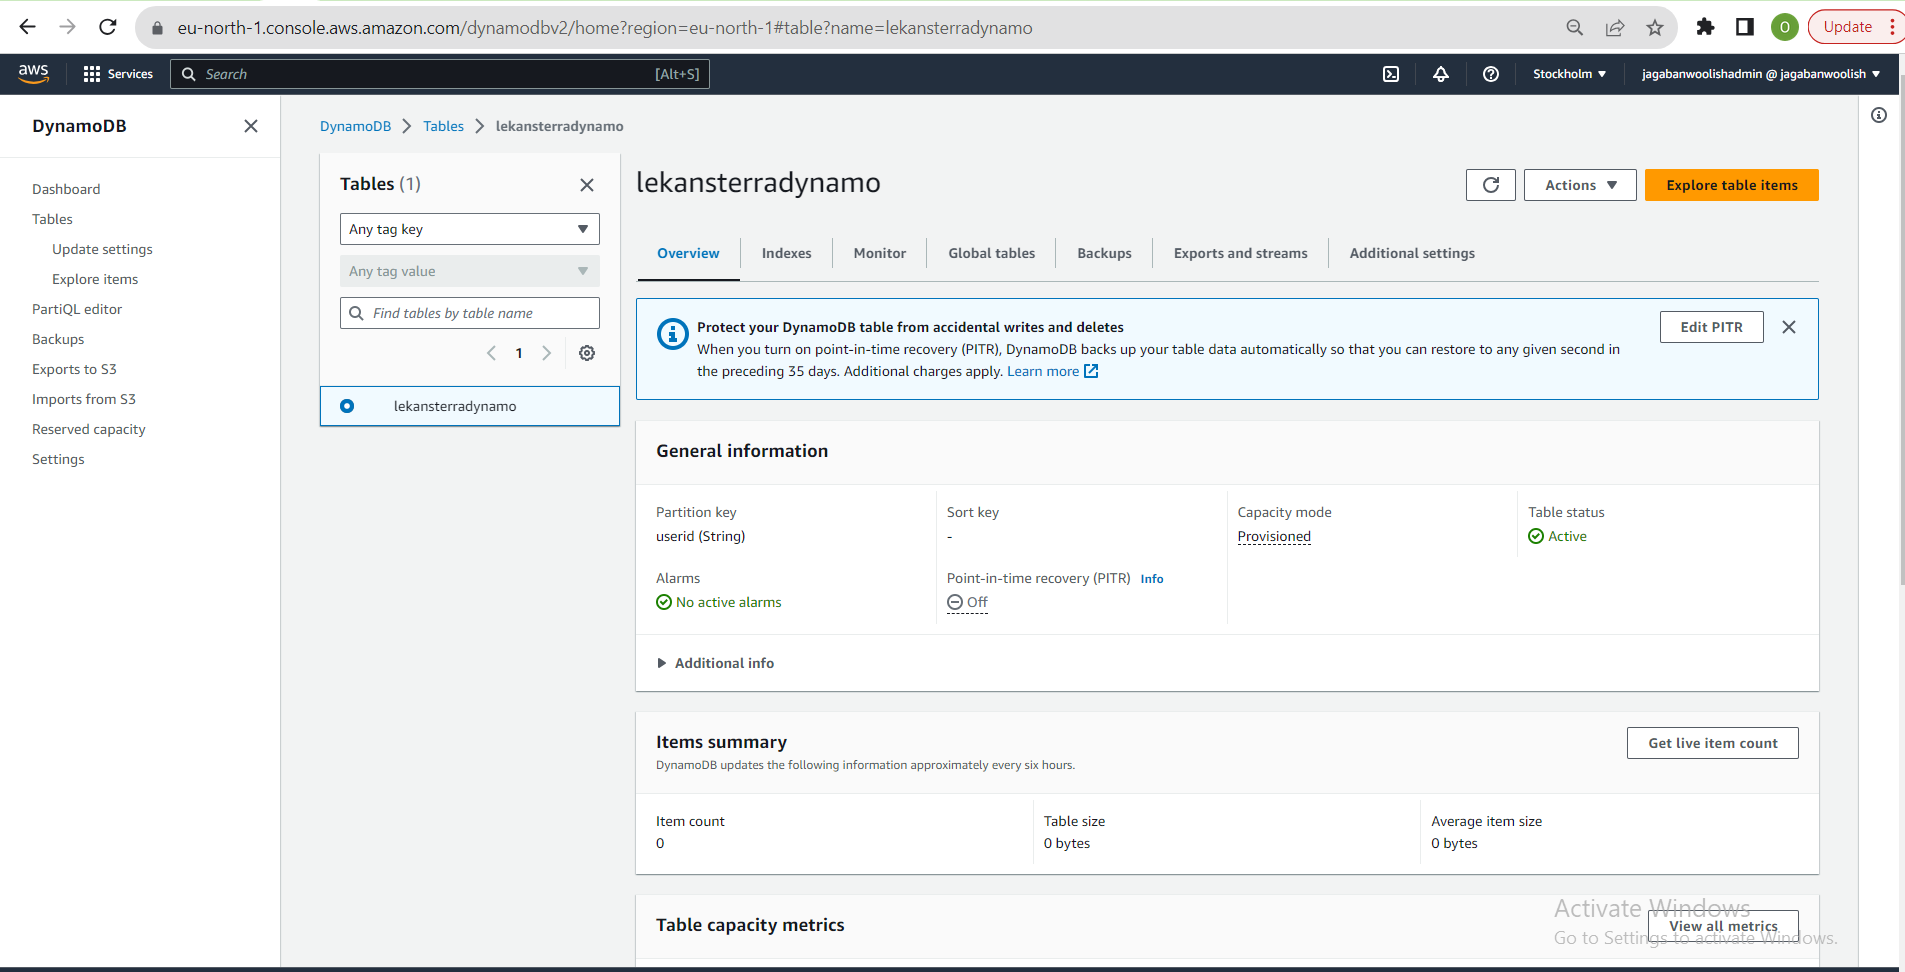 eu-north-1.console.aws.amazon.com/dynamodbv2/home?region=eu-north-1#table?name=lekansterradynamo
O
Update
aws
Services
Search
[Alt+S]
Stockholm
jagabanwoolishadmin @ jagabanwoolish
DynamoDB
Dashboard
Tables
Update settings
Explore items
PartiQL editor
Backups
Exports to S3
Imports from S3
Reserved capacity
Settings
DynamoDB > Tables > lekansterradynamo
Tables (1)
Any tag key
Any tag value
Find tables by table name
1
lekansterradynamo
lekansterradynamo
Actions
Explore table items
Overview
Indexes
Monitor
Global tables
Backups
Exports and streams
Additional settings
Protect your DynamoDB table from accidental writes and deletes
When you turn on point-in-time recovery (PITR), DynamoDB backs up your table data automatically so that you can restore to any given second in
the preceding 35 days. Additional charges apply. Learn more
Edit PITR
General information
Partition key
userid (String)
Sort key
-
Capacity mode
Provisioned
Table status
Active
Alarms
No active alarms
Point-in-time recovery (PITR) Info
Off
Additional info
Items summary
DynamoDB updates the following information approximately every six hours.
Get live item count
Item count
0
Table size
0 bytes
Average item size
0 bytes
Table capacity metrics
View all metrics
Activate Windows
Go to Settings to activate Windows.